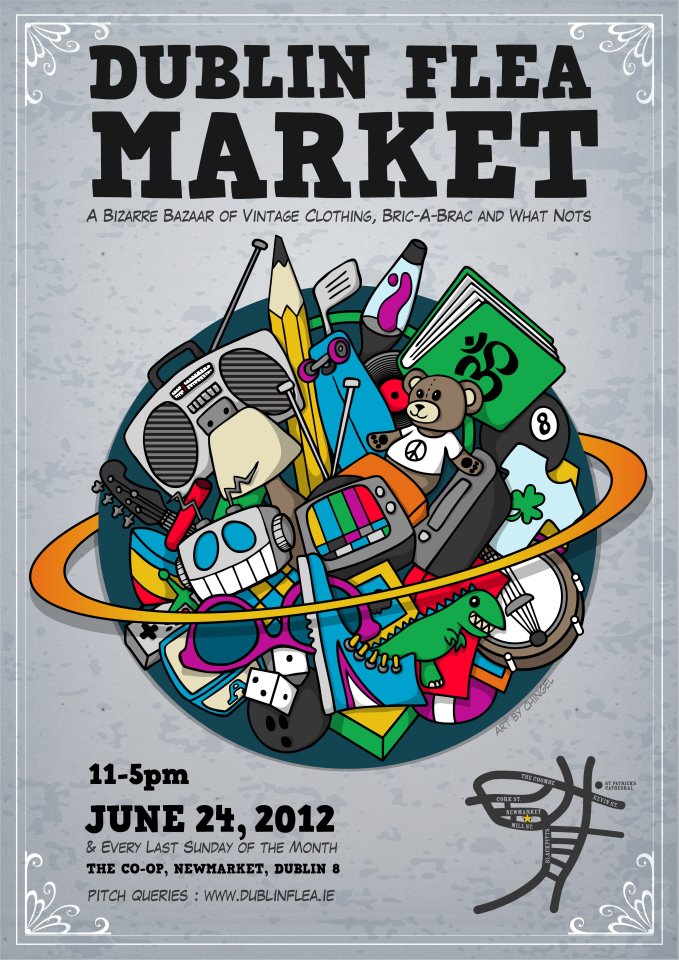 DUBLIN FLEA
MARKET
A BIZARRE BAZAAR OF VINTAGE CLOTHING, BRIC-A-BRAC AND WHAT NOTS
ॐ
8
ART BY CHINGEL
11-5pm
JUNE 24, 2012
& EVERY LAST SUNDAY OF THE MONTH
THE CO-OP, NEWMARKET, DUBLIN 8
PITCH QUERIES : WWW.DUBLINFLEA.IE
THE COOMBE
ST. PATRICKS
CATHEDRAL
KEVIN ST.
CORK ST.
NEWMARKET
MILL ST.
BLACKPITTS